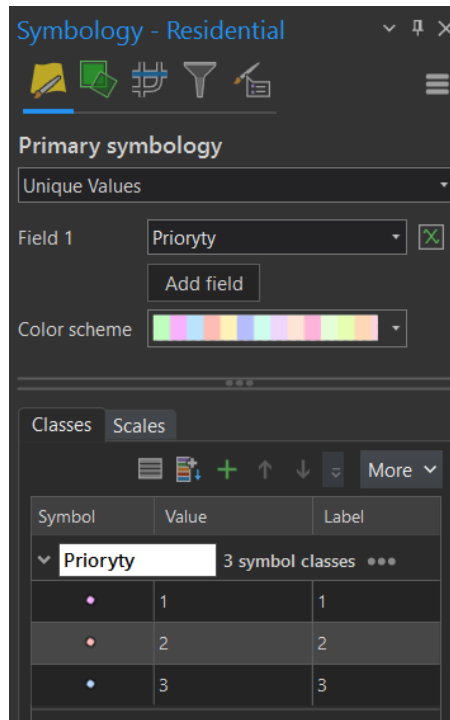 Symbology - Residential
Primary symbology
Unique Values
Field 1 Prioryty
Add field
Color scheme
Classes Scales
More
Symbol Value Label
Prioryty 3 symbol classes
1 1
2 2
3 3